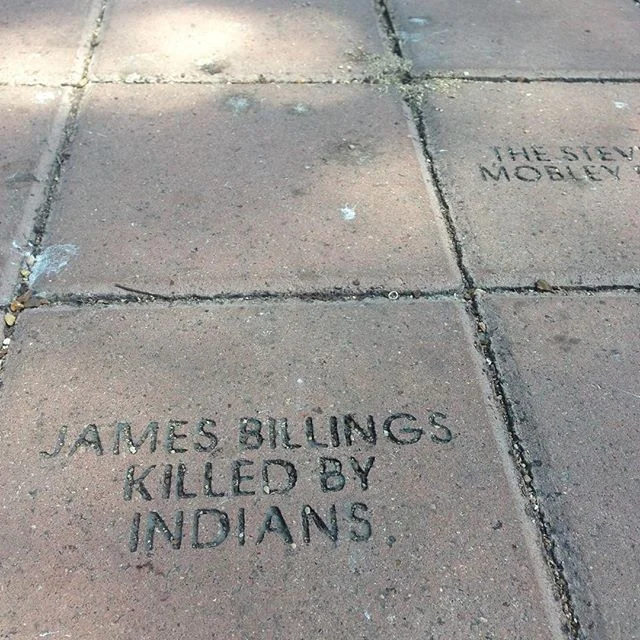 THE
MOBLEY
JAMES BILLINGS
KILLED BY
INDIANS.